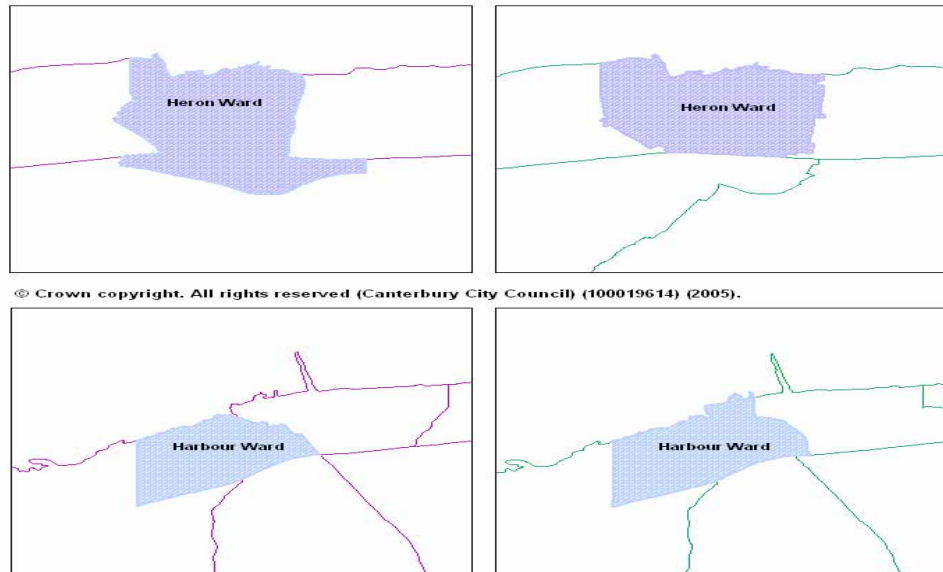 Heron Ward
Heron Ward
© Crown copyright. All rights reserved (Canterbury City Council) (100019614) (2005).
Harbour Ward
Harbour Ward